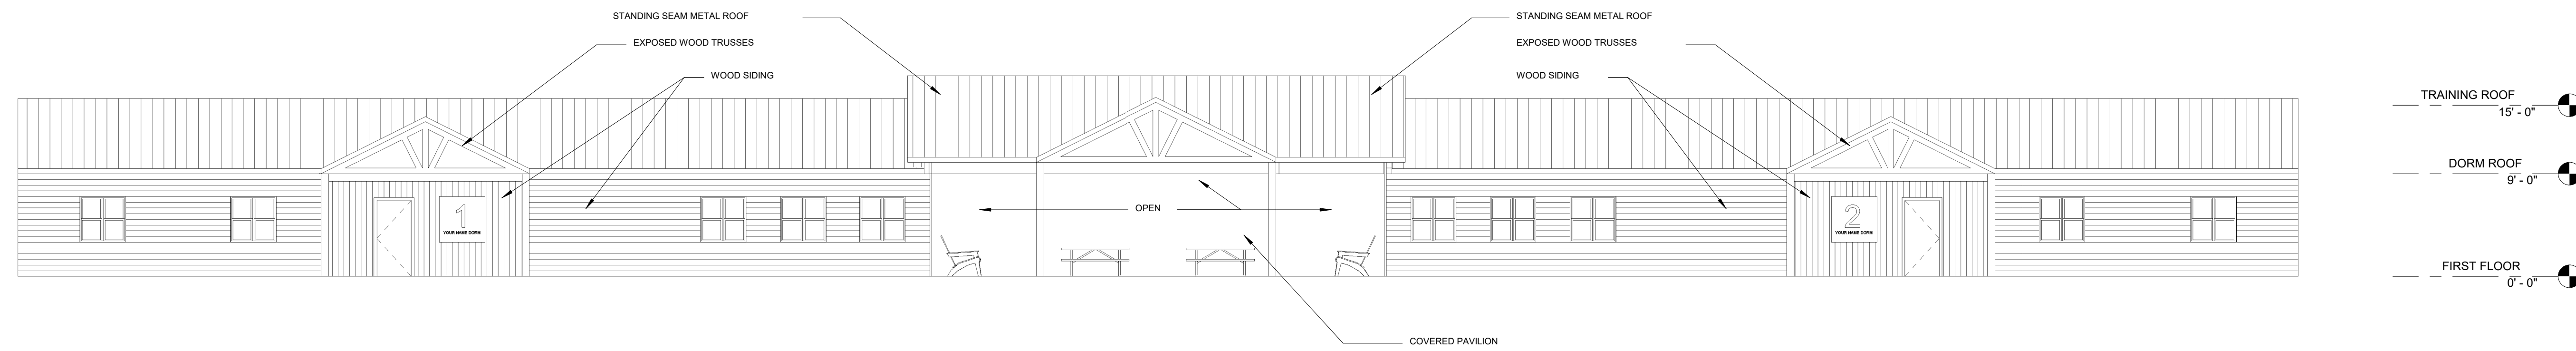 STANDING SEAM METAL ROOF
STANDING SEAM METAL ROOF
EXPOSED WOOD TRUSSES
EXPOSED WOOD TRUSSES
WOOD SIDING
WOOD SIDING
TRAINING ROOF
15' - 0"
DORM ROOF
9' - 0"
1
YOUR NAME DORM
OPEN
2
YOUR NAME DORM
FIRST FLOOR
0' - 0"
COVERED PAVILION